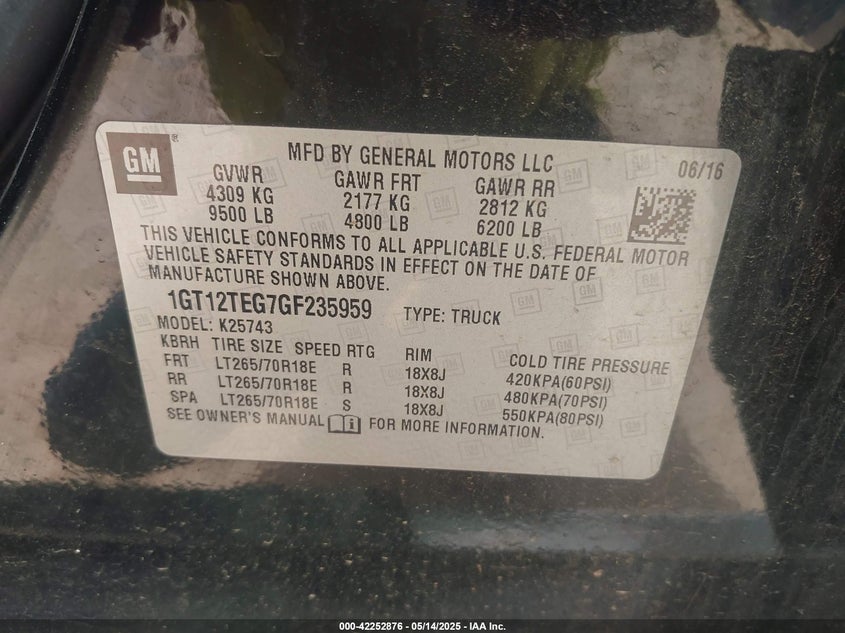 GM ®
MFD BY GENERAL MOTORS LLC 06/16
GVWR GAWR FRT GAWR RR
4309 KG 2177 KG 2812 KG
9500 LB 4800 LB 6200 LB
THIS VEHICLE CONFORMS TO ALL APPLICABLE U.S. FEDERAL MOTOR
VEHICLE SAFETY STANDARDS IN EFFECT ON THE DATE OF
MANUFACTURE SHOWN ABOVE.
1GT12TEG7GF235959 TYPE: TRUCK
MODEL: K25743
KBRH TIRE SIZE SPEED RTG RIM COLD TIRE PRESSURE
FRT LT265/70R18E R 18X8J 420KPA(60PSI)
RR LT265/70R18E R 18X8J 480KPA(70PSI)
SPA LT265/70R18E S 18X8J 550KPA(80PSI)
SEE OWNER'S MANUAL FOR MORE INFORMATION.
000-42252876 - 05/14/2025 - IAA Inc.